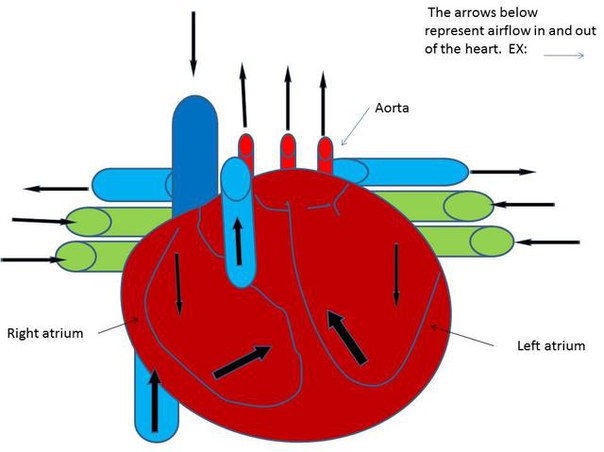 The arrows below
represent airflow in and out
of the heart.  EX:
Aorta
Right atrium
Left atrium